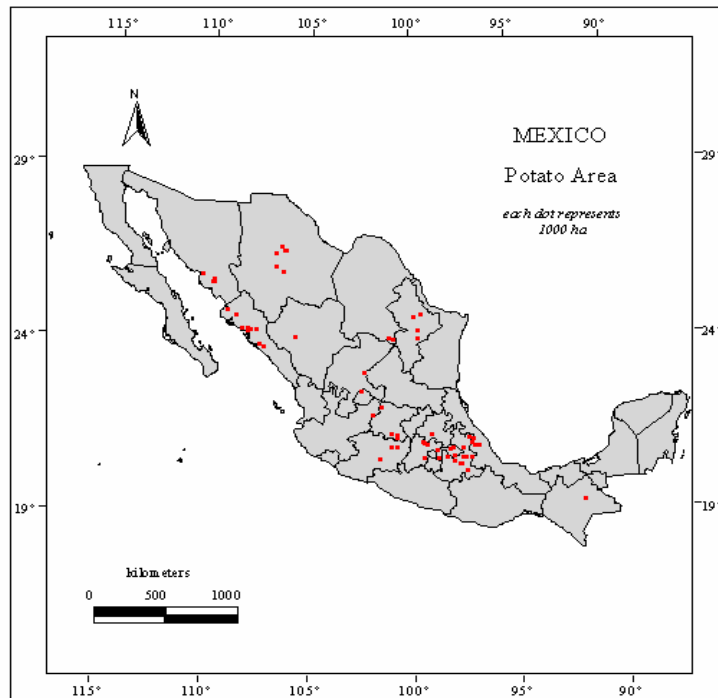 115° 110° 105° 100° 95° 90°
N
MEXICO
29° 29°
Potato Area
each dot represents
1000 ha
24° 24°
19° 19°
kilometers
0 500 1000
115° 110° 105° 100° 95° 90°